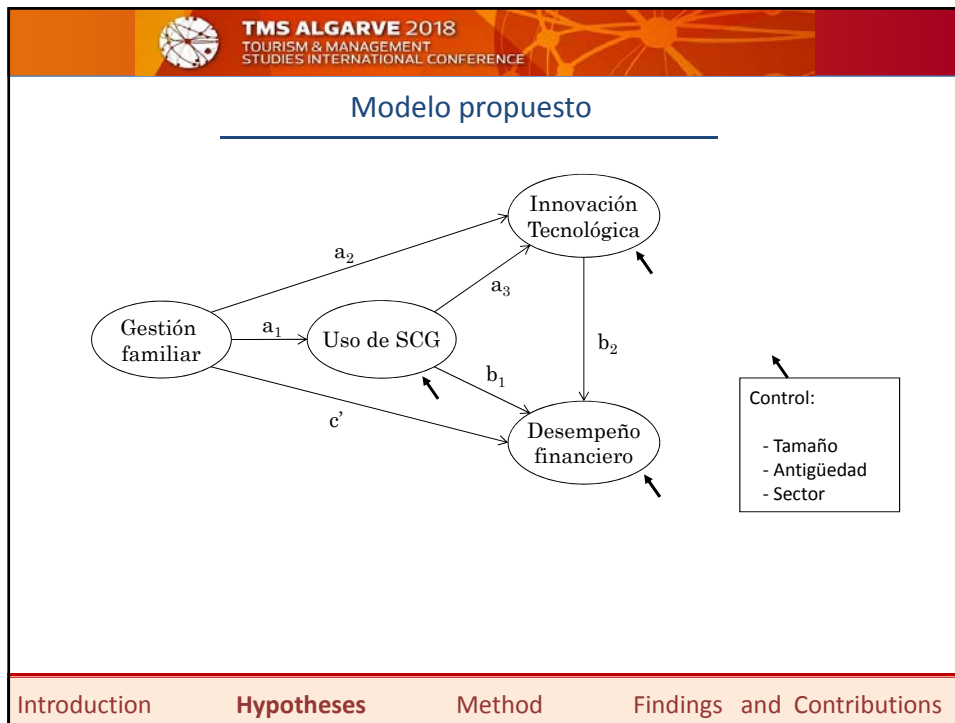 TMS ALGARVE 2018
TOURISM & MANAGEMENT
STUDIES INTERNATIONAL CONFERENCE
Modelo propuesto
Innovación
Tecnológica
a₂
a₃
Gestión
familiar
a₁
Uso de SCG
b₂
b₁
c’
Desempeño
financiero
Control:
- Tamaño
- Antigüedad
- Sector
Introduction Hypotheses Method Findings and Contributions